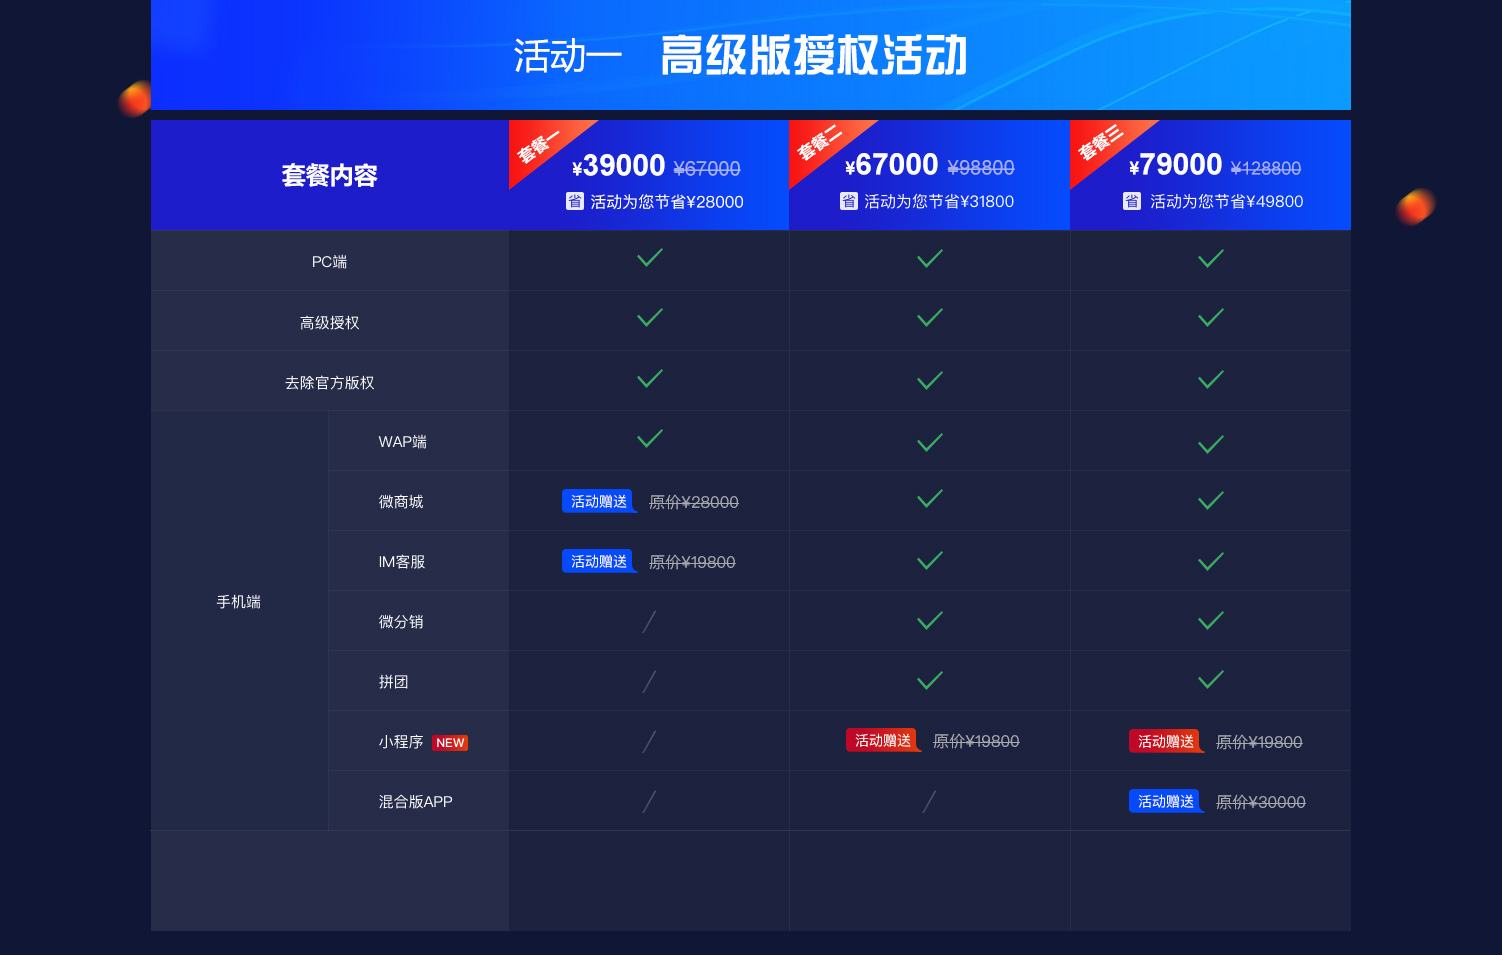 活动一 高级版授权活动
套餐内容
套餐一
¥39000 ¥67000
省 活动为您节省¥28000
套餐二
¥67000 ¥98800
省 活动为您节省¥31800
套餐三
¥79000 ¥128800
省 活动为您节省¥49800
PC端
高级授权
去除官方版权
手机端
WAP端
微商城
活动赠送 原价¥28000
IM客服
活动赠送 原价¥19800
微分销
拼团
小程序 NEW
活动赠送 原价¥19800
活动赠送 原价¥19800
混合版APP
活动赠送 原价¥30000